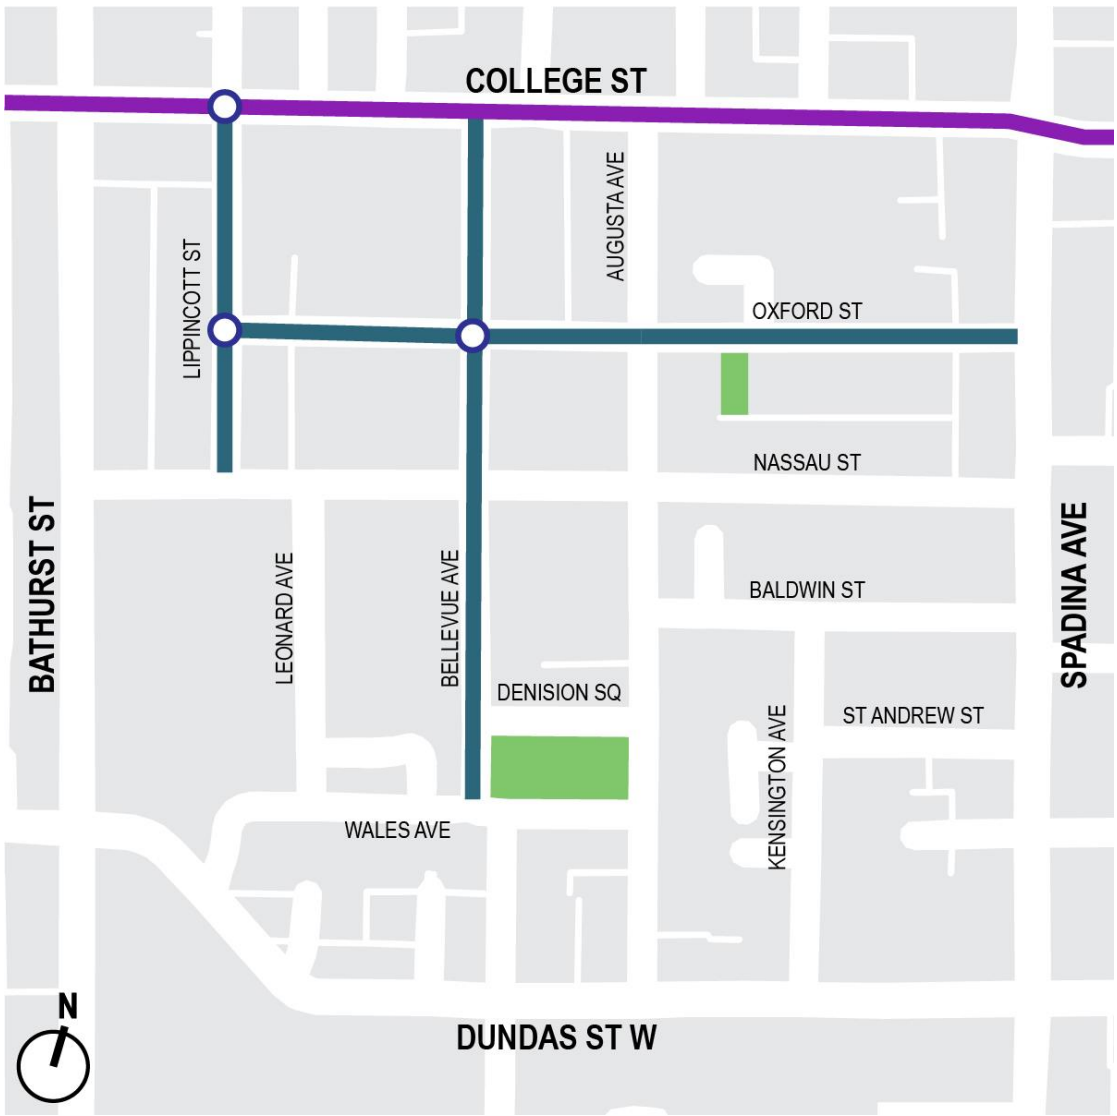 COLLEGE ST
AUGUSTA AVE
LIPPINCOTT ST
OXFORD ST
NASSAU ST
BATHURST ST
SPADINA AVE
LEONARD AVE
BELLEVUE AVE
BALDWIN ST
DENISION SQ
KENSINGTON AVE
ST ANDREW ST
WALES AVE
N
DUNDAS ST W